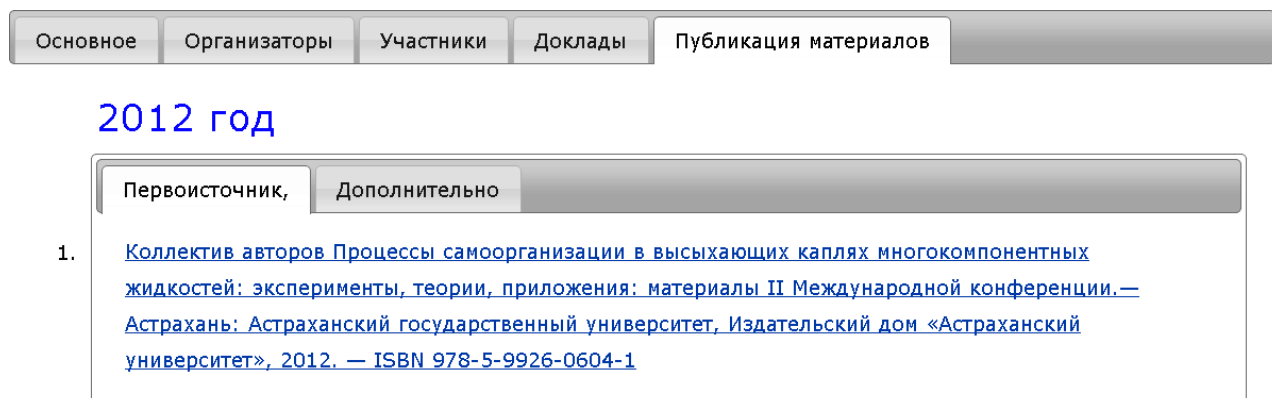 Основное Организаторы Участники Доклады Публикация материалов
2012 год
Первоисточник, Дополнительно
1. Коллектив авторов Процессы самоорганизации в высыхающих каплях многокомпонентных
жидкостей: эксперименты, теории, приложения: материалы II Международной конференции.—
Астрахань: Астраханский государственный университет, Издательский дом «Астраханский
университет», 2012. — ISBN 978-5-9926-0604-1